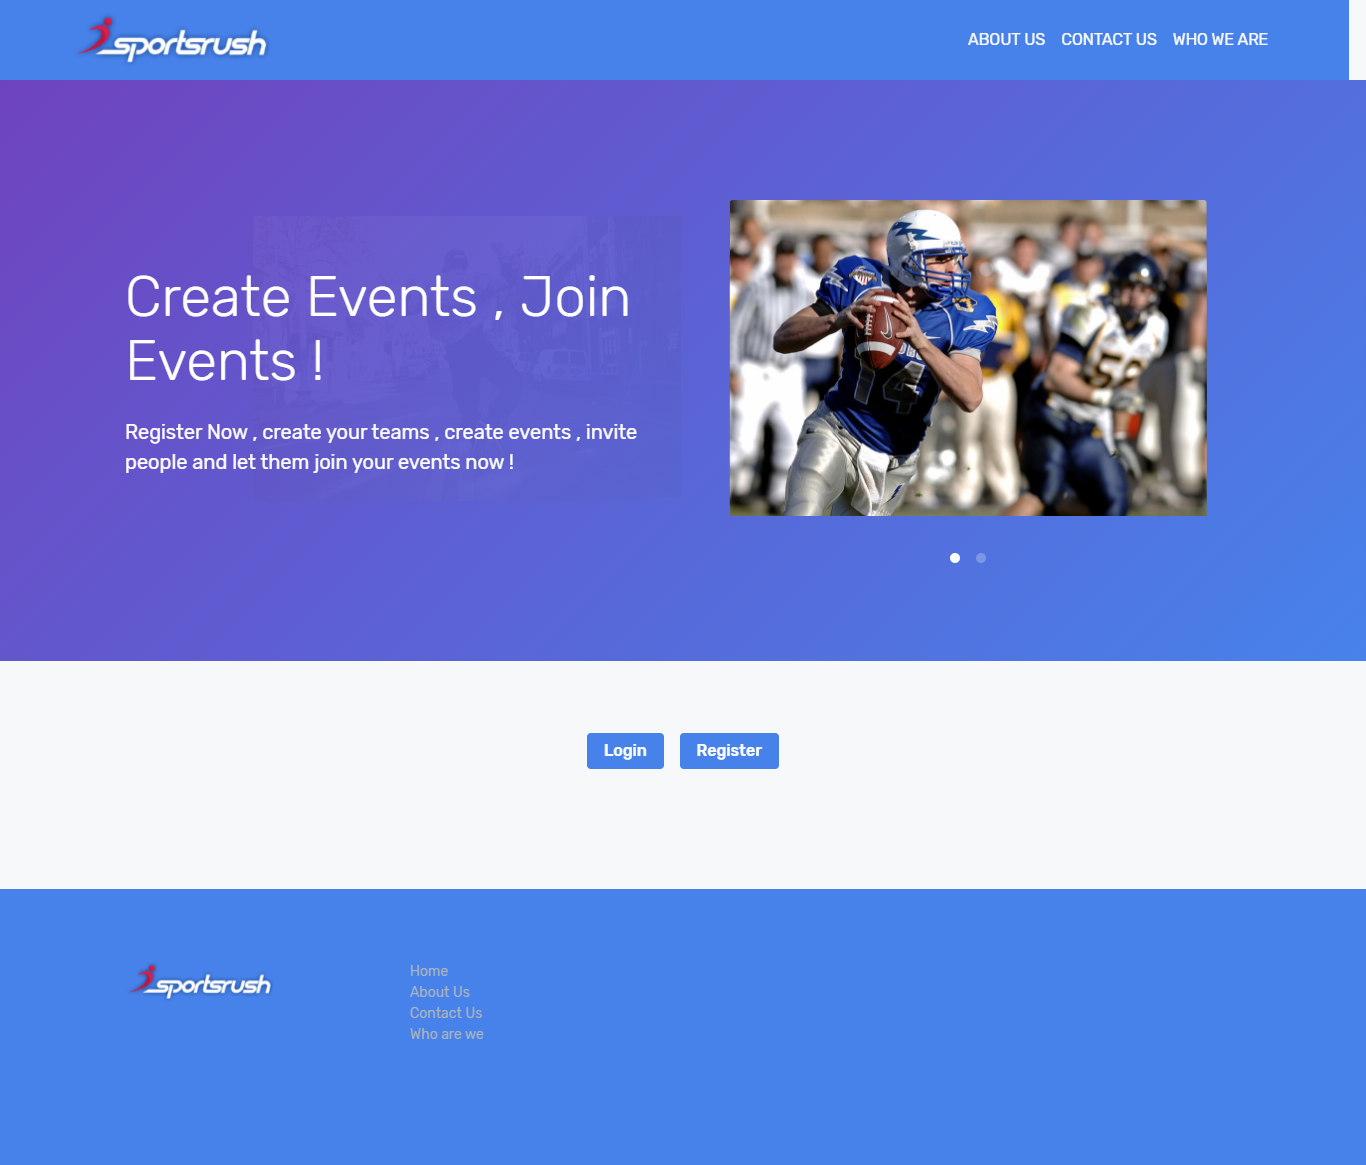 sportsrush
ABOUT US CONTACT US WHO WE ARE
Create Events , Join
Events !
Register Now , create your teams , create events , invite
people and let them join your events now !
14
Login Register
sportsrush
Home
About Us
Contact Us
Who are we